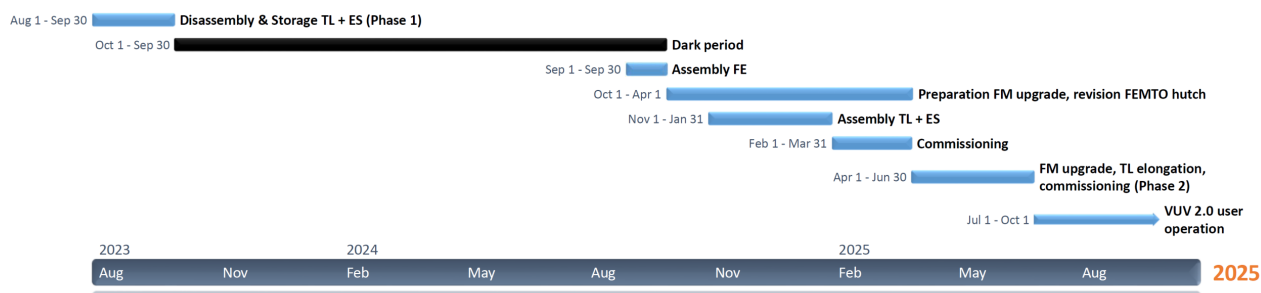 Aug 1 - Sep 30 Disassembly & Storage TL + ES (Phase 1)
Oct 1 - Sep 30 Dark period
Sep 1 - Sep 30 Assembly FE
Oct 1 - Apr 1 Preparation FM upgrade, revision FEMTO hutch
Nov 1 - Jan 31 Assembly TL + ES
Feb 1 - Mar 31 Commissioning
Apr 1 - Jun 30 FM upgrade, TL elongation,
commissioning (Phase 2)
Jul 1 - Oct 1 VUV 2.0 user
operation
2023 2024 2025
Aug Nov Feb May Aug Nov Feb May Aug 2025